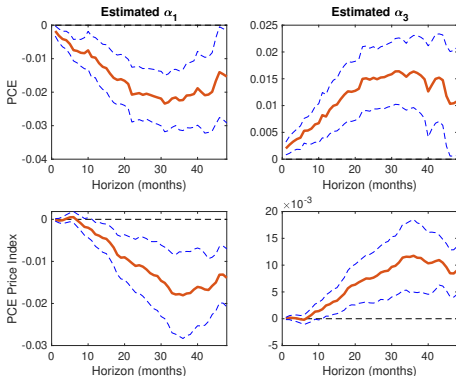 Estimated α1
Estimated α3
0
-0.01
-0.02
-0.03
-0.04
PCE
0 10 20 30 40
Horizon (months)
0.025
0.02
0.015
0.01
0.005
0
0 10 20 30 40
Horizon (months)
0
-0.01
-0.02
-0.03
PCE Price Index
0 10 20 30 40
Horizon (months)
×10-3
15
10
5
0
-5
0 10 20 30 40
Horizon (months)